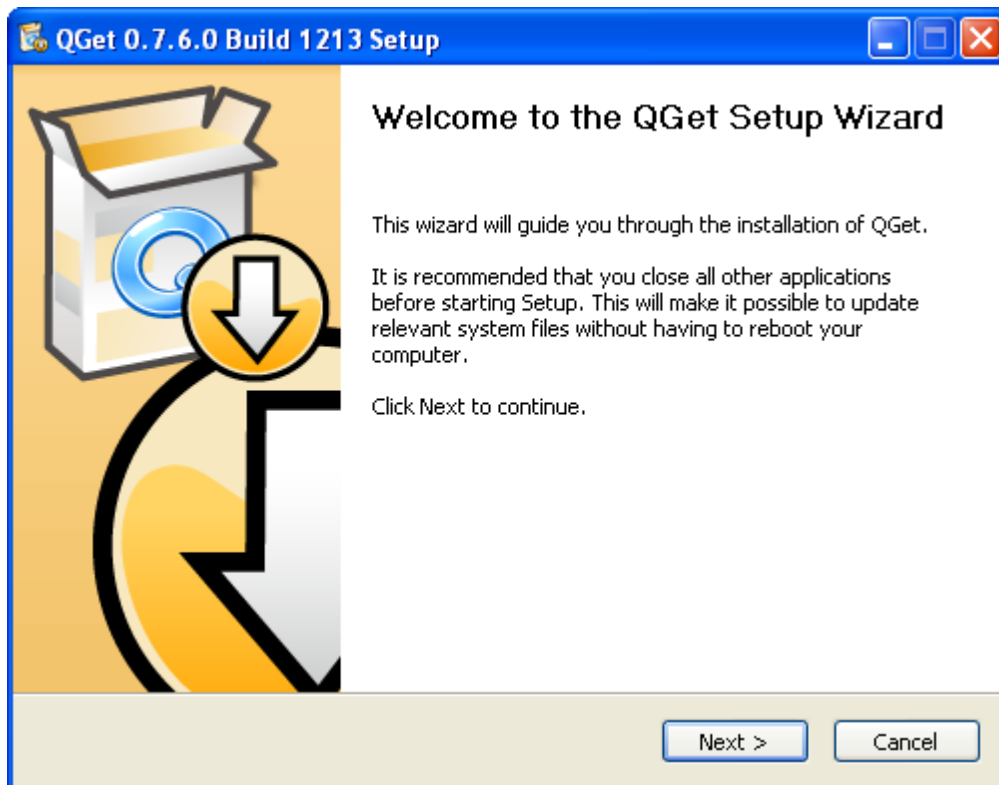 QGet 0.7.6.0 Build 1213 Setup
Welcome to the QGet Setup Wizard
This wizard will guide you through the installation of QGet.
It is recommended that you close all other applications
before starting Setup. This will make it possible to update
relevant system files without having to reboot your
computer.
Click Next to continue.
Q
Next >
Cancel